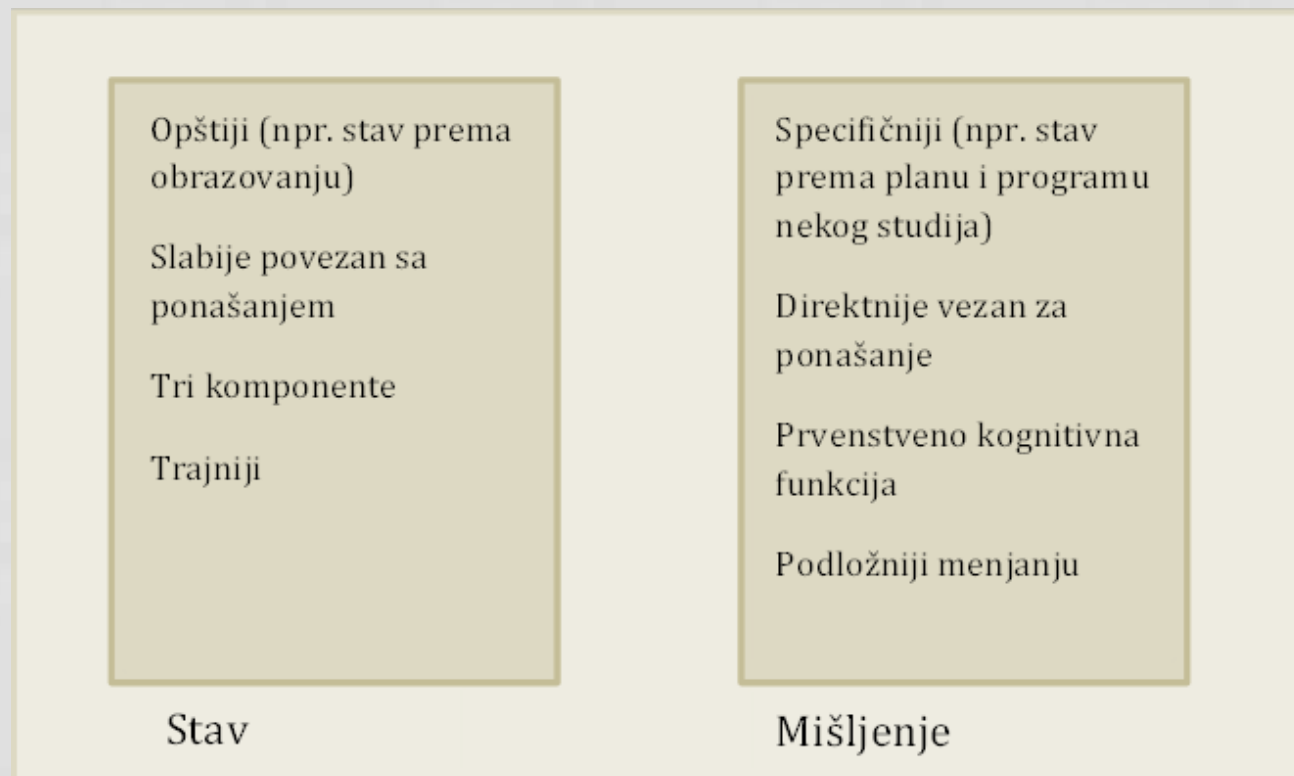 Opštiji (npr. stav prema
obrazovanju)
Slabije povezan sa
ponašanjem
Tri komponente
Trajniji
Stav
Specifičniji (npr. stav
prema planu i programu
nekog studija)
Direktnije vezan za
ponašanje
Prvenstveno kognitivna
funkcija
Podložniji menjanju
Mišljenje